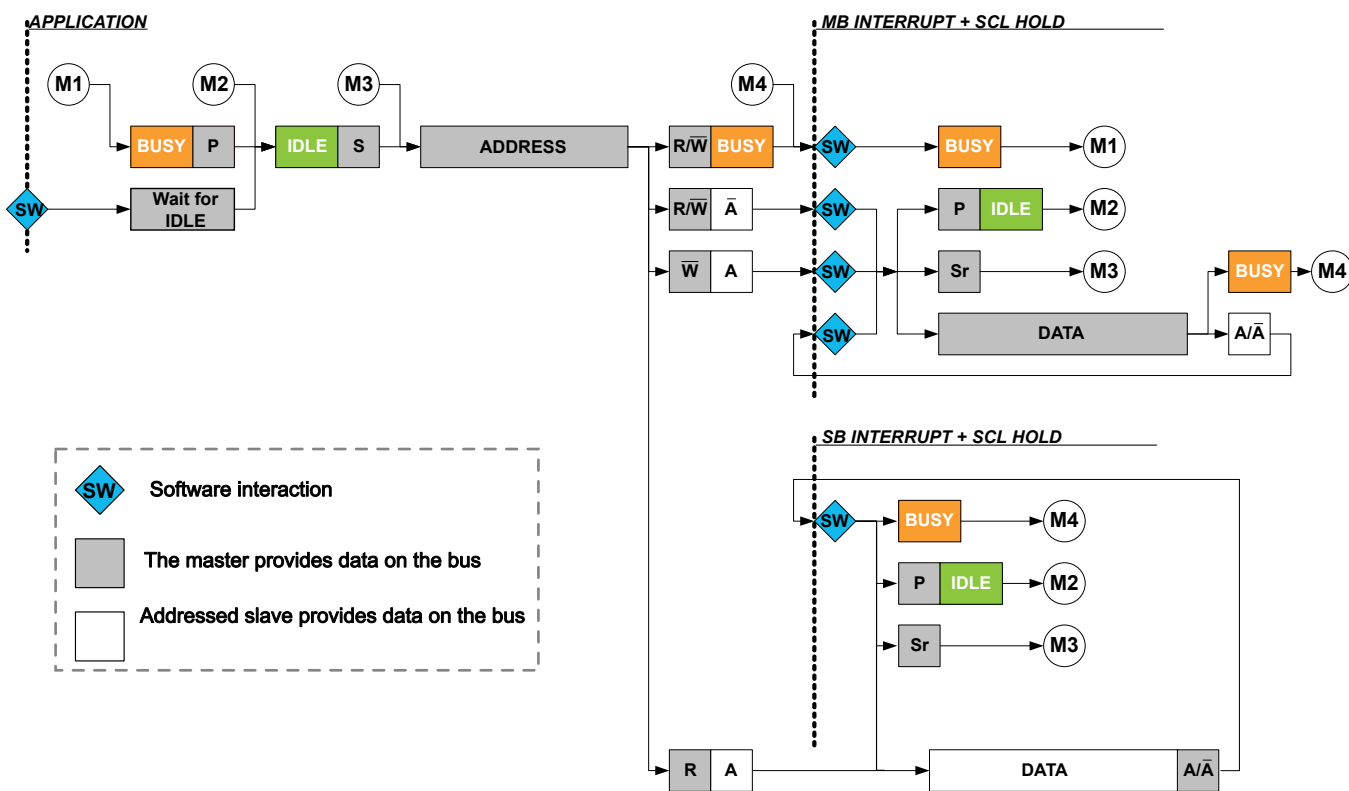 APPLICATION
MB INTERRUPT + SCL HOLD
M1
M2
M3
M4
BUSY P
IDLE S
ADDRESS
R/W̅ BUSY
SW
BUSY
M1
SW
Wait for
IDLE
R/W̅ A̅
SW
P IDLE
M2
W̅ A
SW
Sr
M3
BUSY
M4
SW
DATA
A/A̅
SB INTERRUPT + SCL HOLD
SW
BUSY
M4
P IDLE
M2
Sr
M3
R A
DATA
A/A̅
SW
Software interaction
The master provides data on the bus
Addressed slave provides data on the bus